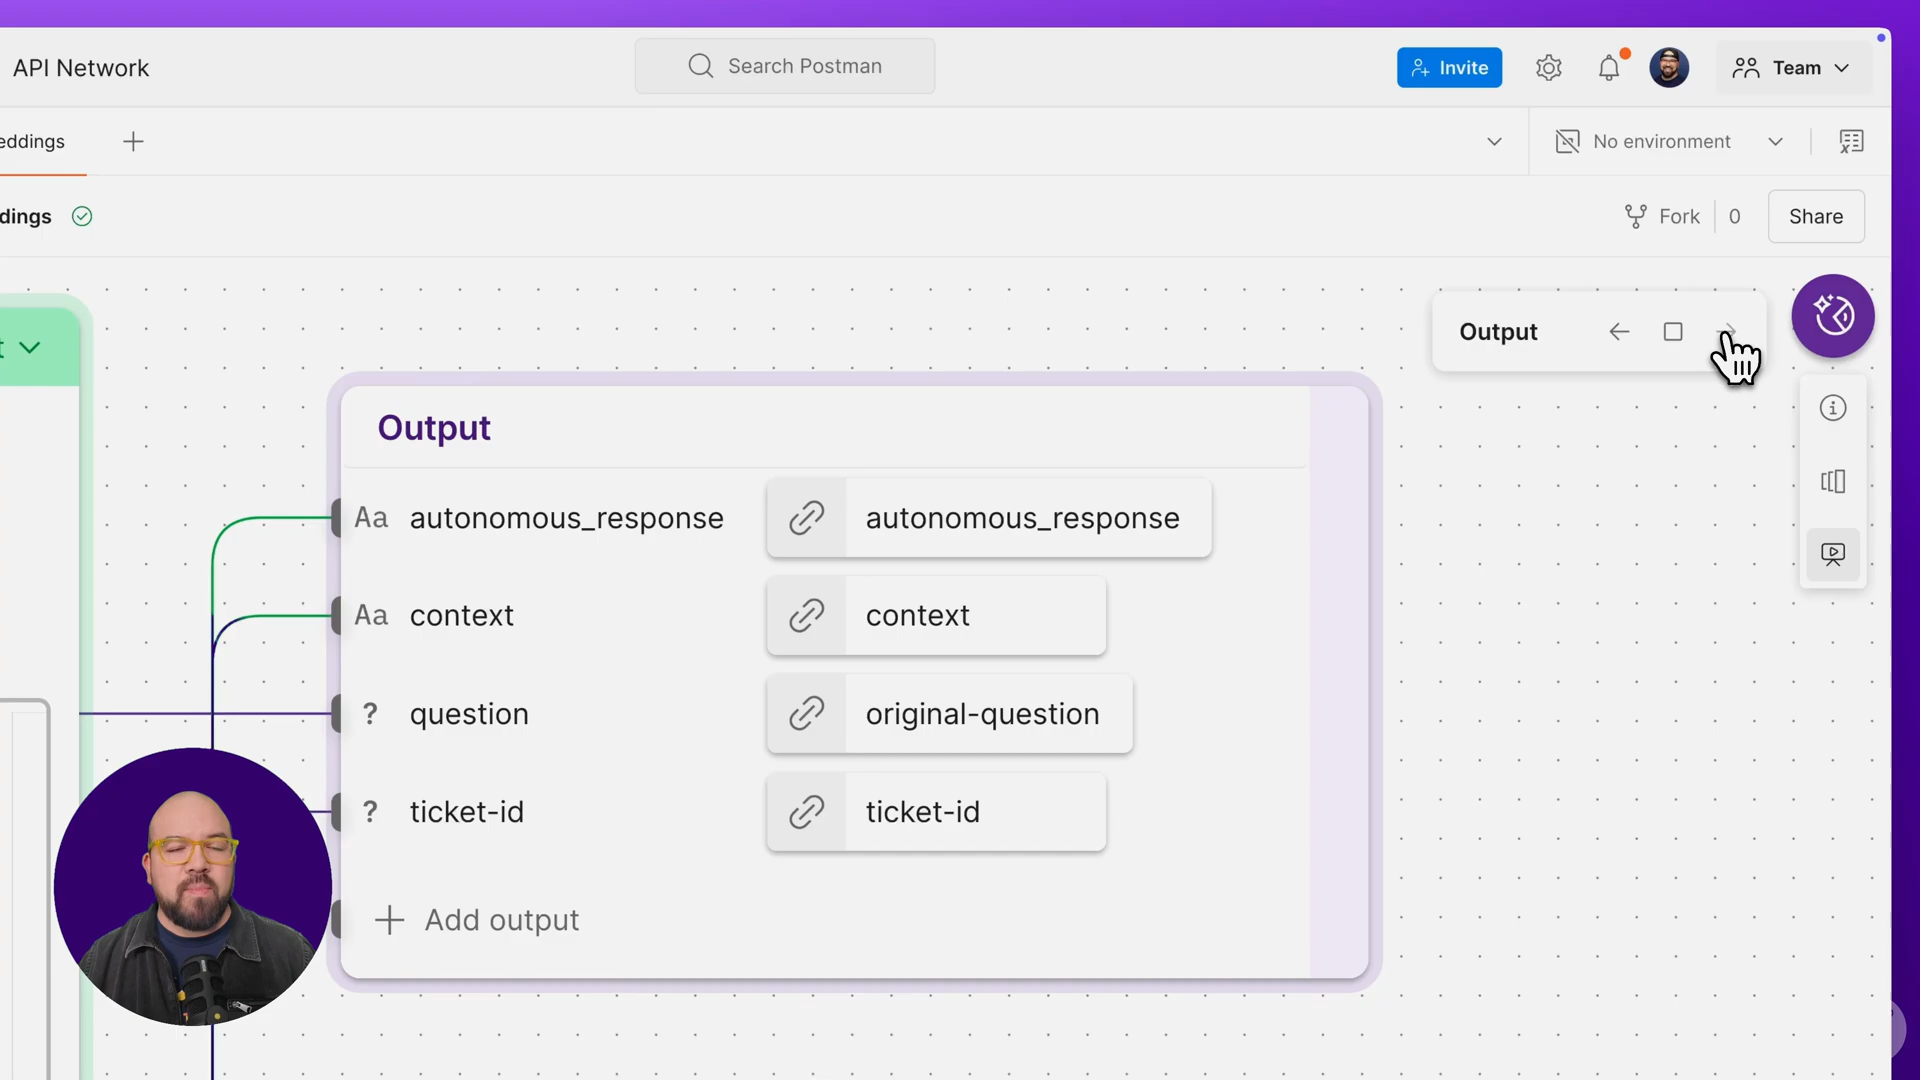 API Network
Search Postman
Invite
Team
eddings
No environment
dings
Fork
0
Share
Output
Output
Aa autonomous_response
autonomous_response
Aa context
context
? question
original-question
? ticket-id
ticket-id
+ Add output